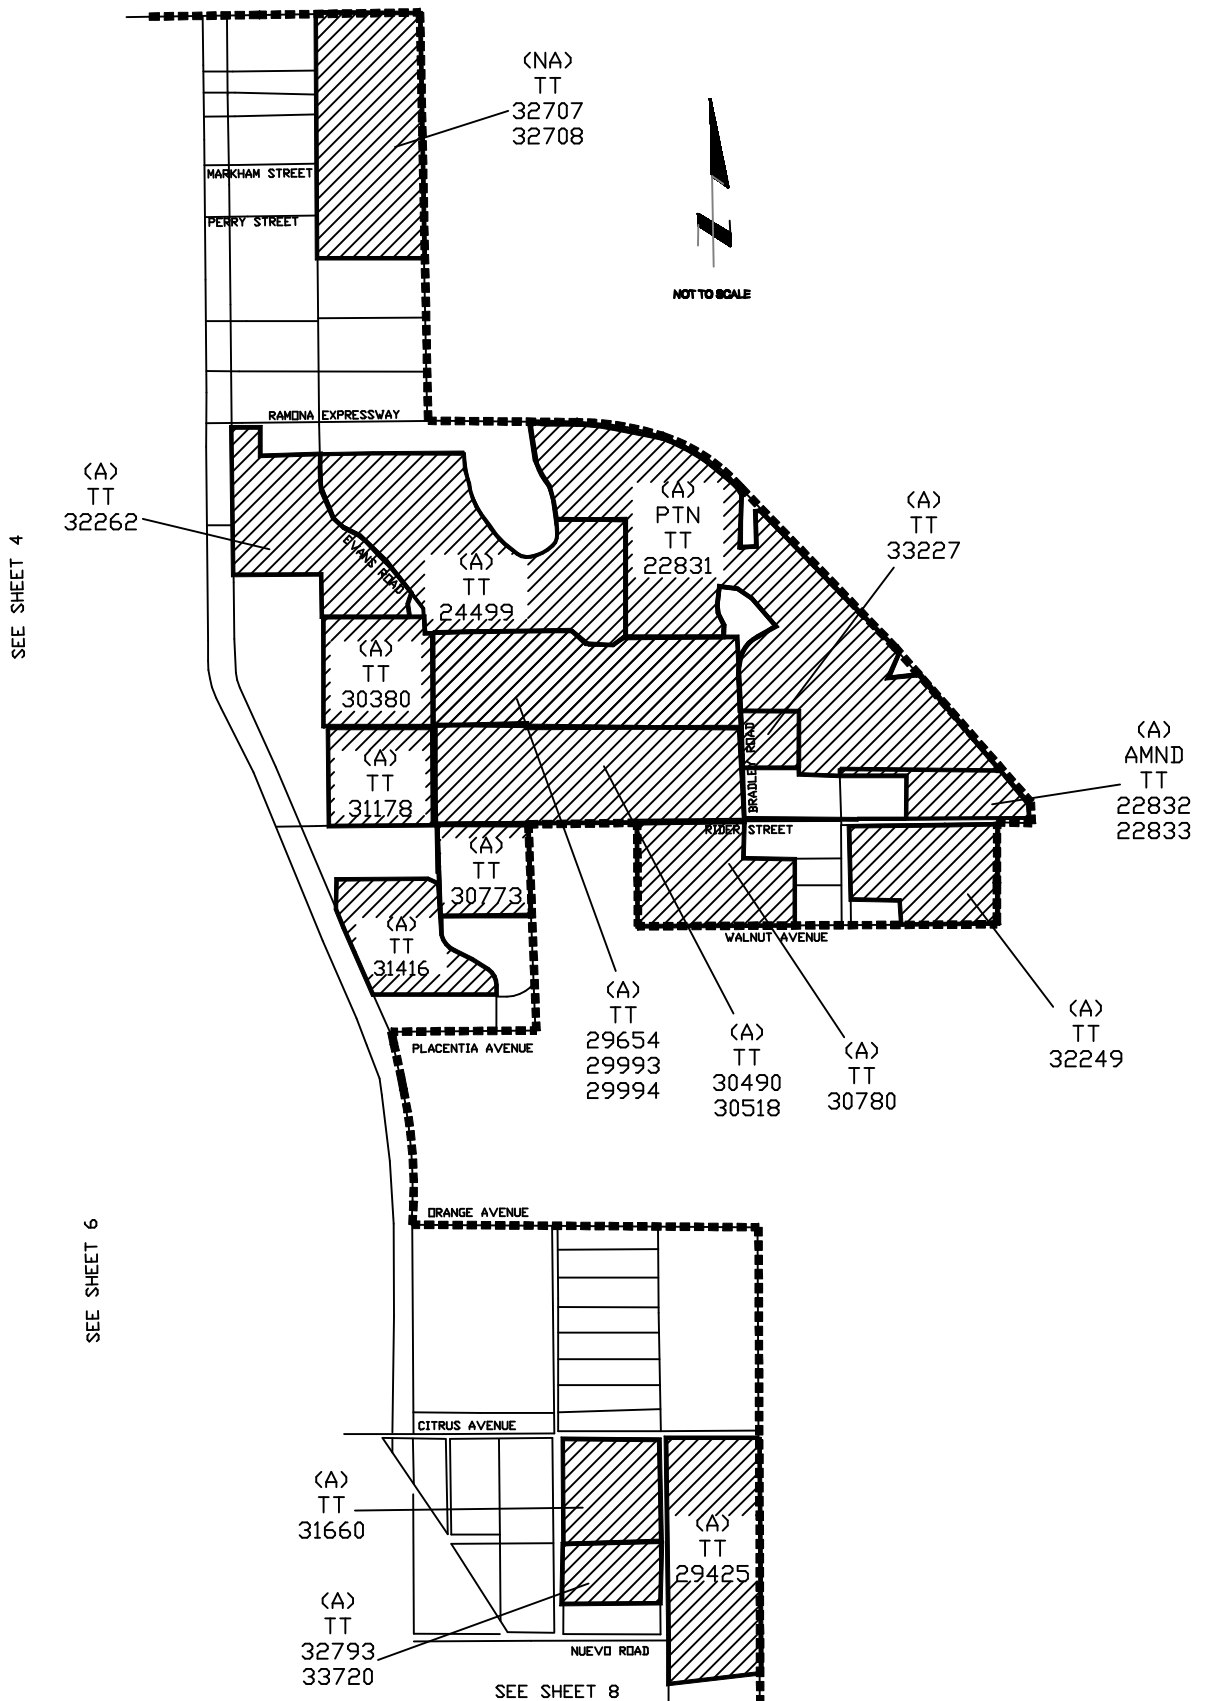 (NA)
TT
32707
32708
MARKHAM STREET
PERRY STREET
NOT TO SCALE
RAMONA EXPRESSWAY
(A)
TT
32262
SEE SHEET 4
EVANS ROAD
(A)
TT
24499
(A)
PTN
TT
22831
(A)
TT
33227
(A)
TT
30380
(A)
TT
31178
BRADLEY ROAD
(A)
AMND
TT
22832
22833
RIDER STREET
(A)
TT
30773
(A)
TT
31416
WALNUT AVENUE
(A)
TT
29654
29993
29994
(A)
TT
30490
30518
(A)
TT
30780
(A)
TT
32249
PLACENTIA AVENUE
ORANGE AVENUE
SEE SHEET 6
CITRUS AVENUE
(A)
TT
31660
(A)
TT
29425
(A)
TT
32793
33720
NUEVO ROAD
SEE SHEET 8